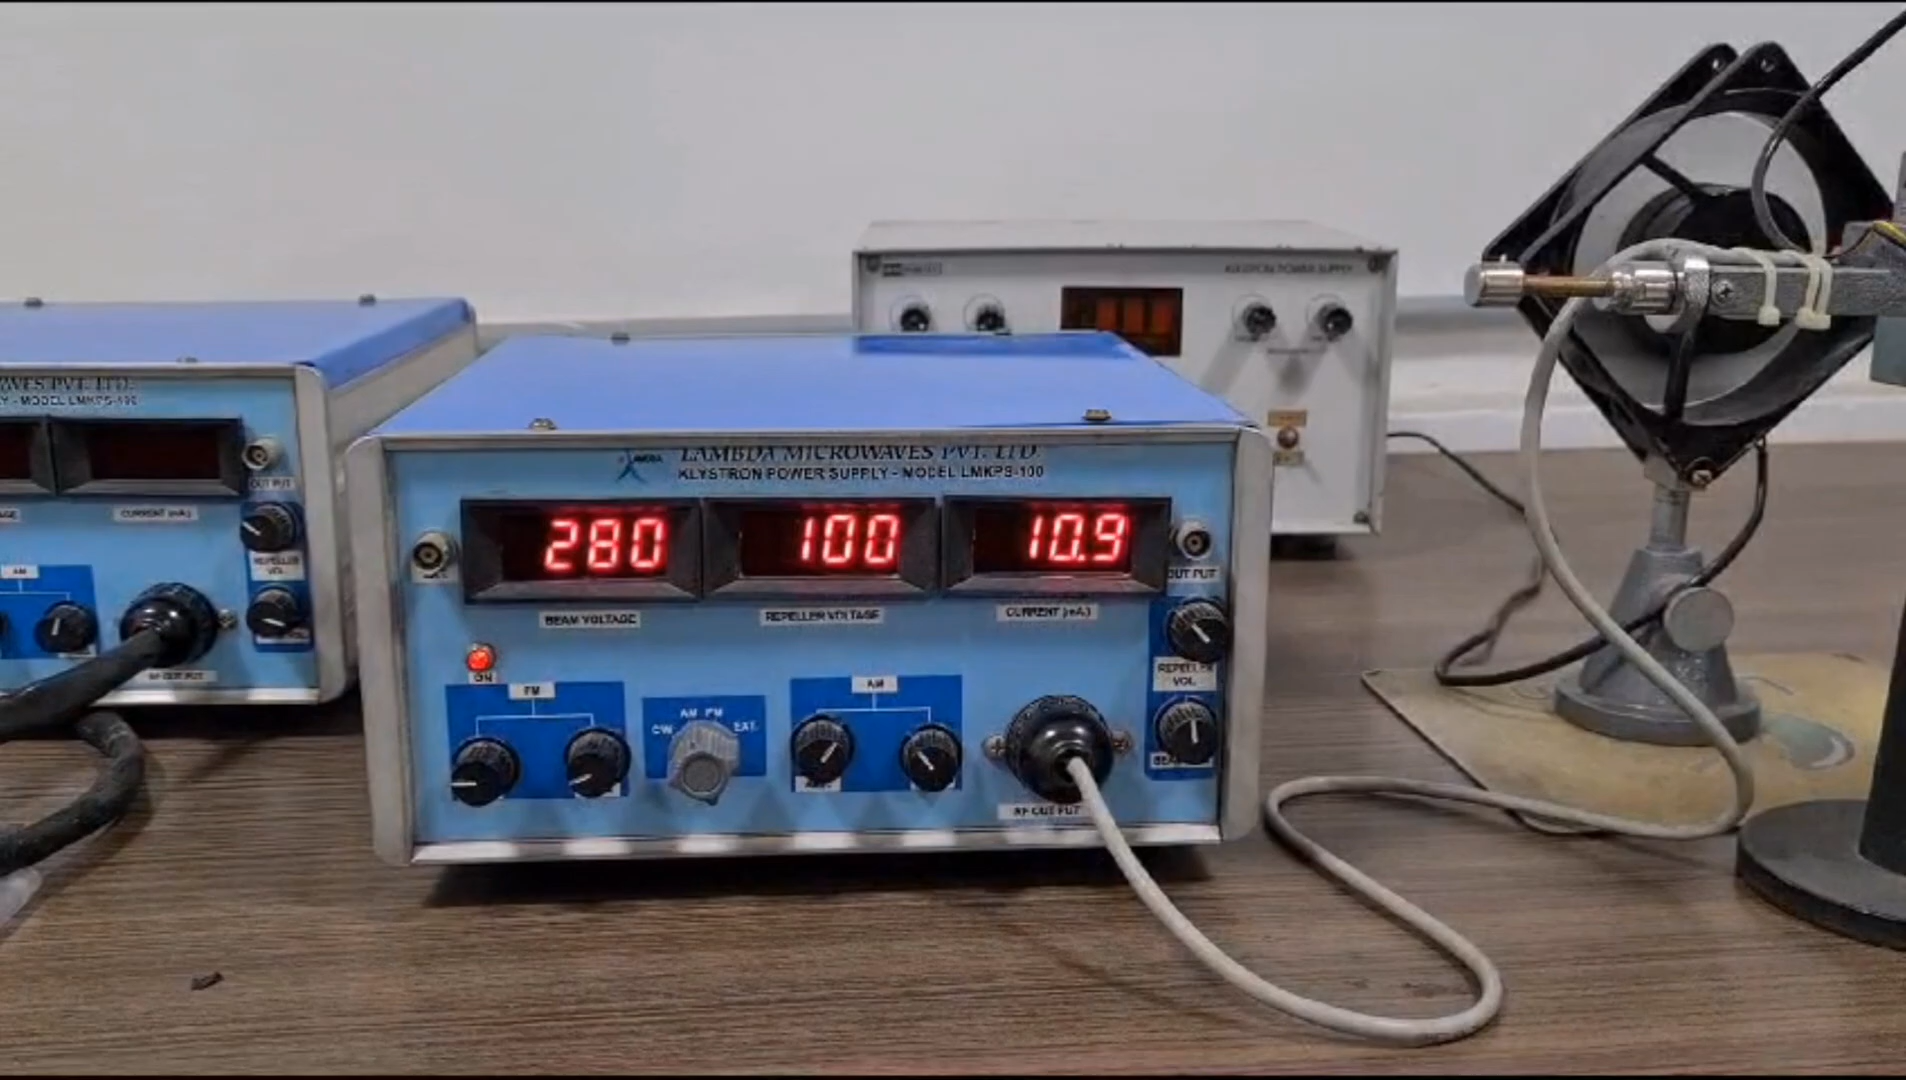 LAMBDA MICROWAVES PVT. LTD.
KLYSTRON POWER SUPPLY - MODEL LMKPS-100
280
100
10.9
BEAM VOLTAGE
REPELLER VOLTAGE
CURRENT (mA)
OUT PUT
ON
FM
CW
AM
FM
EXT.
AM
RF OUT PUT
REPELLER
VOL.
WAVES PVT. LTD.
Y - MODEL LMKPS-100
OUT PUT
AGE
CURRENT (mA)
REPELLER
VOL.
AM
RF OUT PUT
KLYSTRON POWER SUPPLY